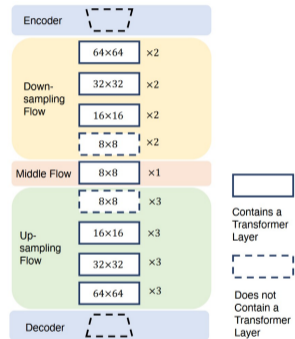 Encoder
64×64 ×2
Down-
sampling
Flow
32×32 ×2
16×16 ×2
8×8 ×2
Middle Flow 8×8 ×1
8×8 ×3
Up-
sampling
Flow
16×16 ×3
32×32 ×3
64×64 ×3
Decoder
Contains a
Transformer
Layer
Does not
Contain a
Transformer
Layer